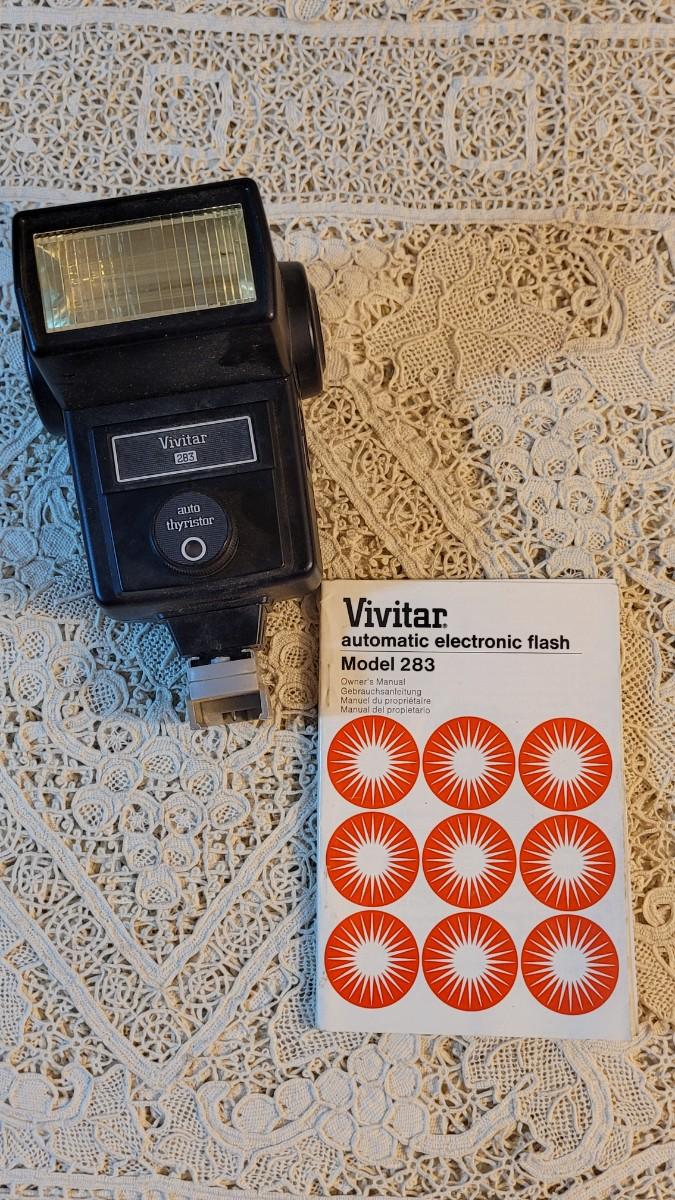 Vivitar
283
auto
thyristor
Vivitar®
automatic electronic flash
Model 283
Owner's Manual
Gebrauchsanleitung
Manuel du propriétaire
Manual del propietario